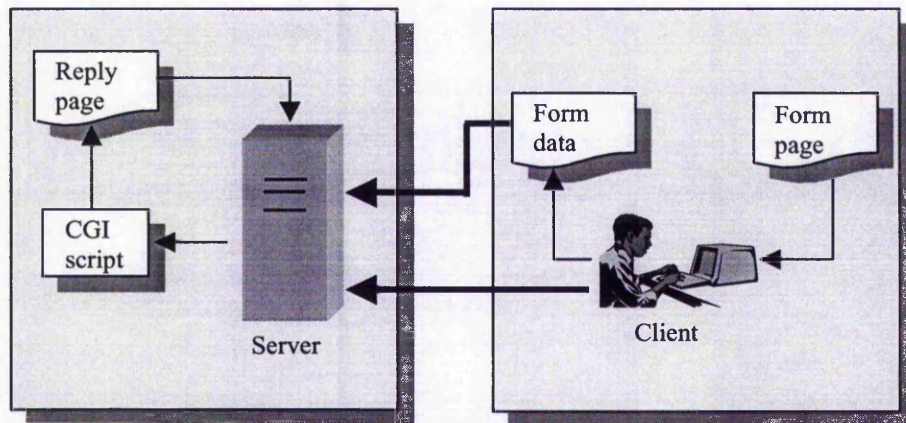 Reply
page
CGI
script
Server
Form
data
Form
page
Client